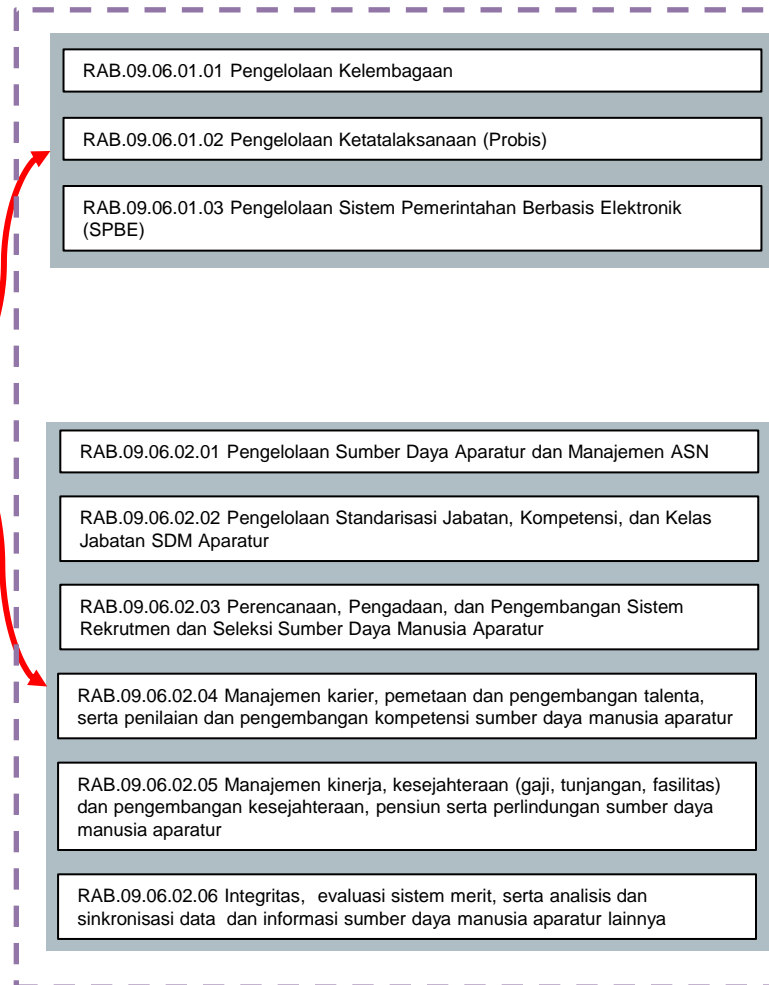 RAB.09.06.01.01 Pengelolaan Kelembagaan
RAB.09.06.01.02 Pengelolaan Ketatalaksanaan (Probis)
RAB.09.06.01.03 Pengelolaan Sistem Pemerintahan Berbasis Elektronik
(SPBE)
RAB.09.06.02.01 Pengelolaan Sumber Daya Aparatur dan Manajemen ASN
RAB.09.06.02.02 Pengelolaan Standarisasi Jabatan, Kompetensi, dan Kelas
Jabatan SDM Aparatur
RAB.09.06.02.03 Perencanaan, Pengadaan, dan Pengembangan Sistem
Rekrutmen dan Seleksi Sumber Daya Manusia Aparatur
RAB.09.06.02.04 Manajemen karier, pemetaan dan pengembangan talenta,
serta penilaian dan pengembangan kompetensi sumber daya manusia aparatur
RAB.09.06.02.05 Manajemen kinerja, kesejahteraan (gaji, tunjangan, fasilitas)
dan pengembangan kesejahteraan, pensiun serta perlindungan sumber daya
manusia aparatur
RAB.09.06.02.06 Integritas, evaluasi sistem merit, serta analisis dan
sinkronisasi data dan informasi sumber daya manusia aparatur lainnya